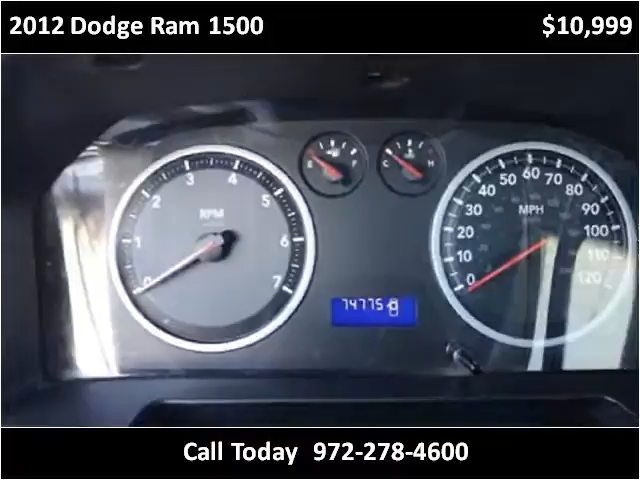 2012 Dodge Ram 1500 $10,999
0 1 2 3 4 5 6 7
RPM
E F
C H
0 10 20 30 40 50 60 70 80 90 100 110 120
MPH
Call Today 972-278-4600